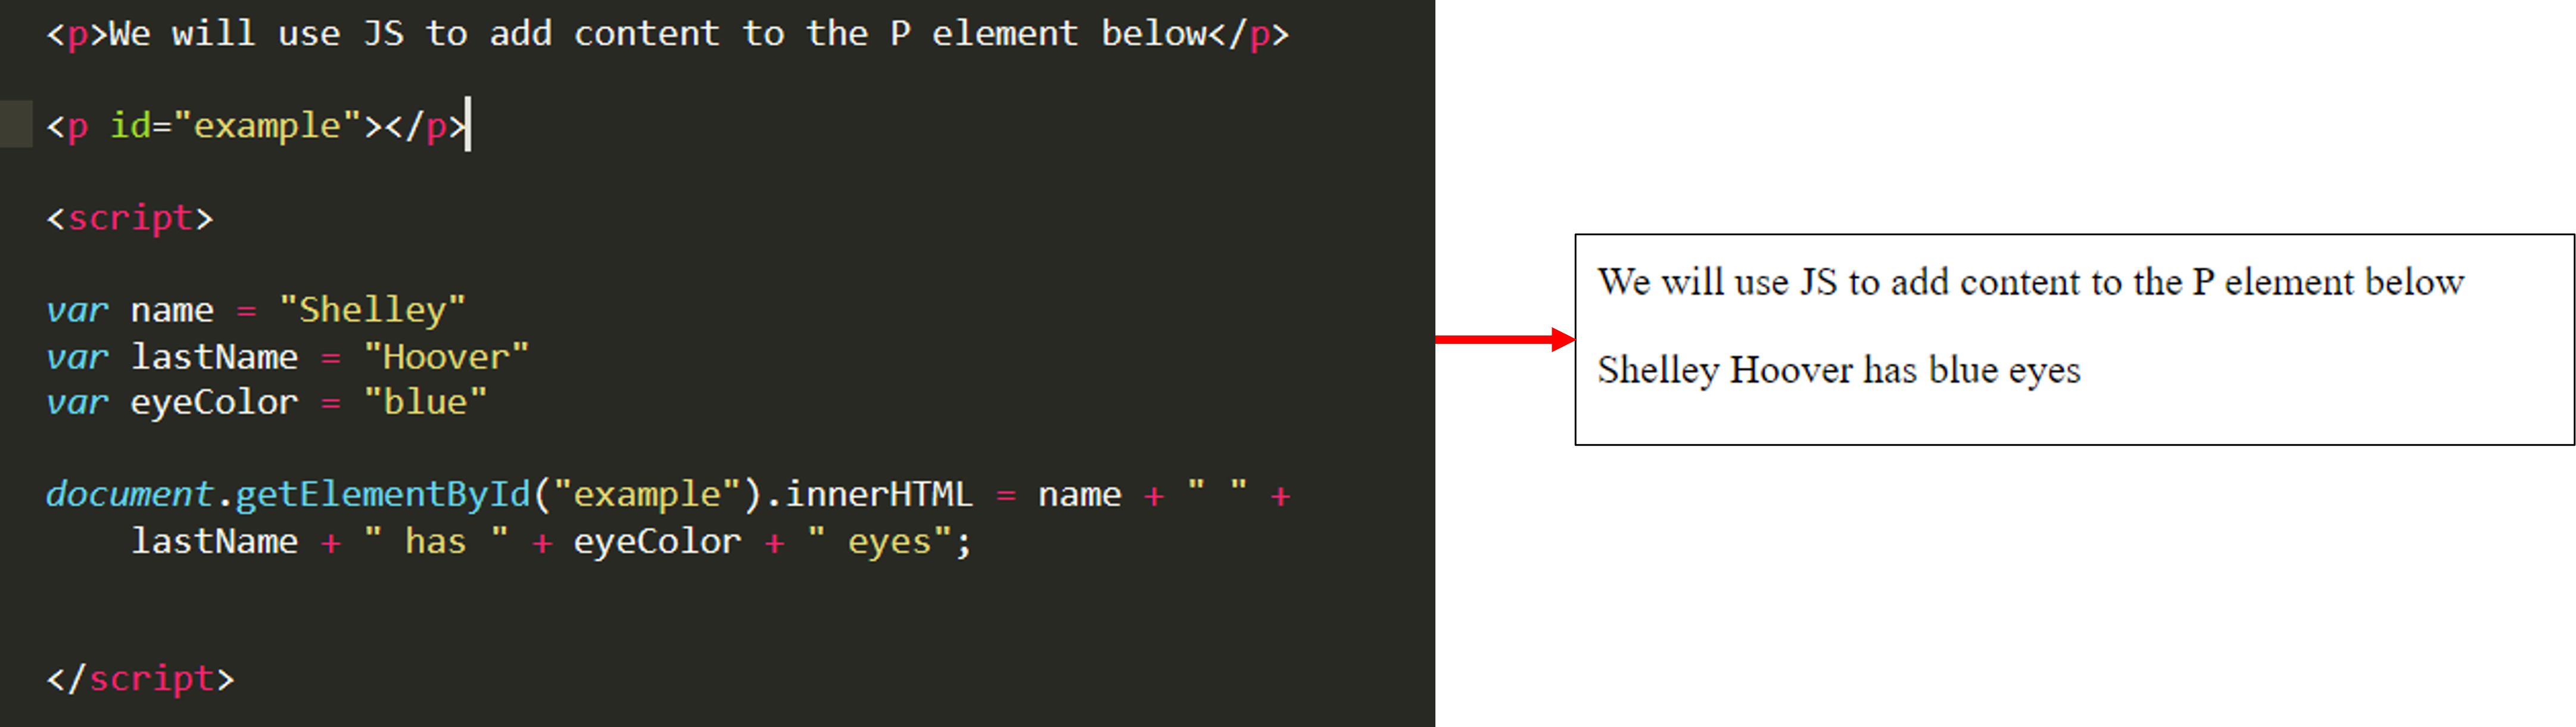 <p>We will use JS to add content to the P element below</p>
<p id="example"></p>
<script>
var name = "Shelley"
var lastName = "Hoover"
var eyeColor = "blue"
document.getElementById("example").innerHTML = name + " " +
lastName + " has " + eyeColor + " eyes";
</script>
We will use JS to add content to the P element below
Shelley Hoover has blue eyes